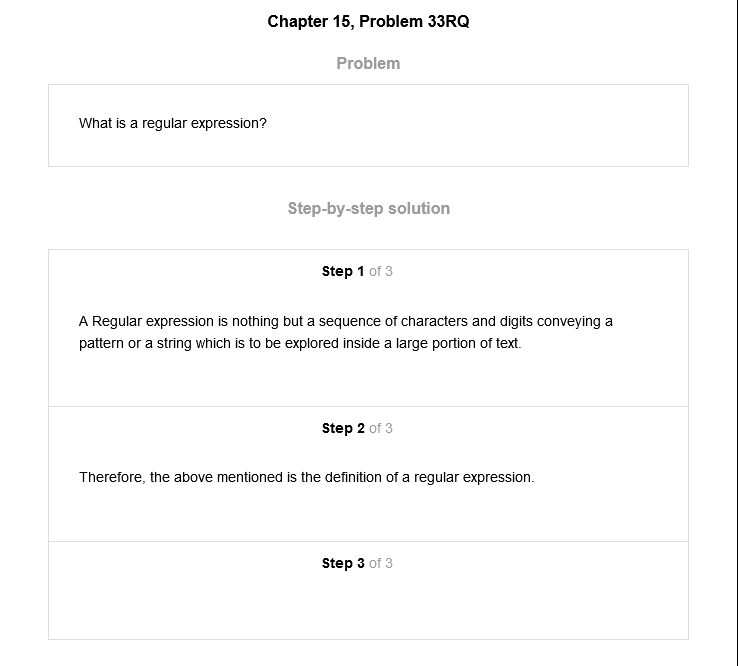 Chapter 15, Problem 33RQ
Problem
What is a regular expression?
Step-by-step solution
Step 1 of 3
A Regular expression is nothing but a sequence of characters and digits conveying a
pattern or a string which is to be explored inside a large portion of text.
Step 2 of 3
Therefore, the above mentioned is the definition of a regular expression.
Step 3 of 3